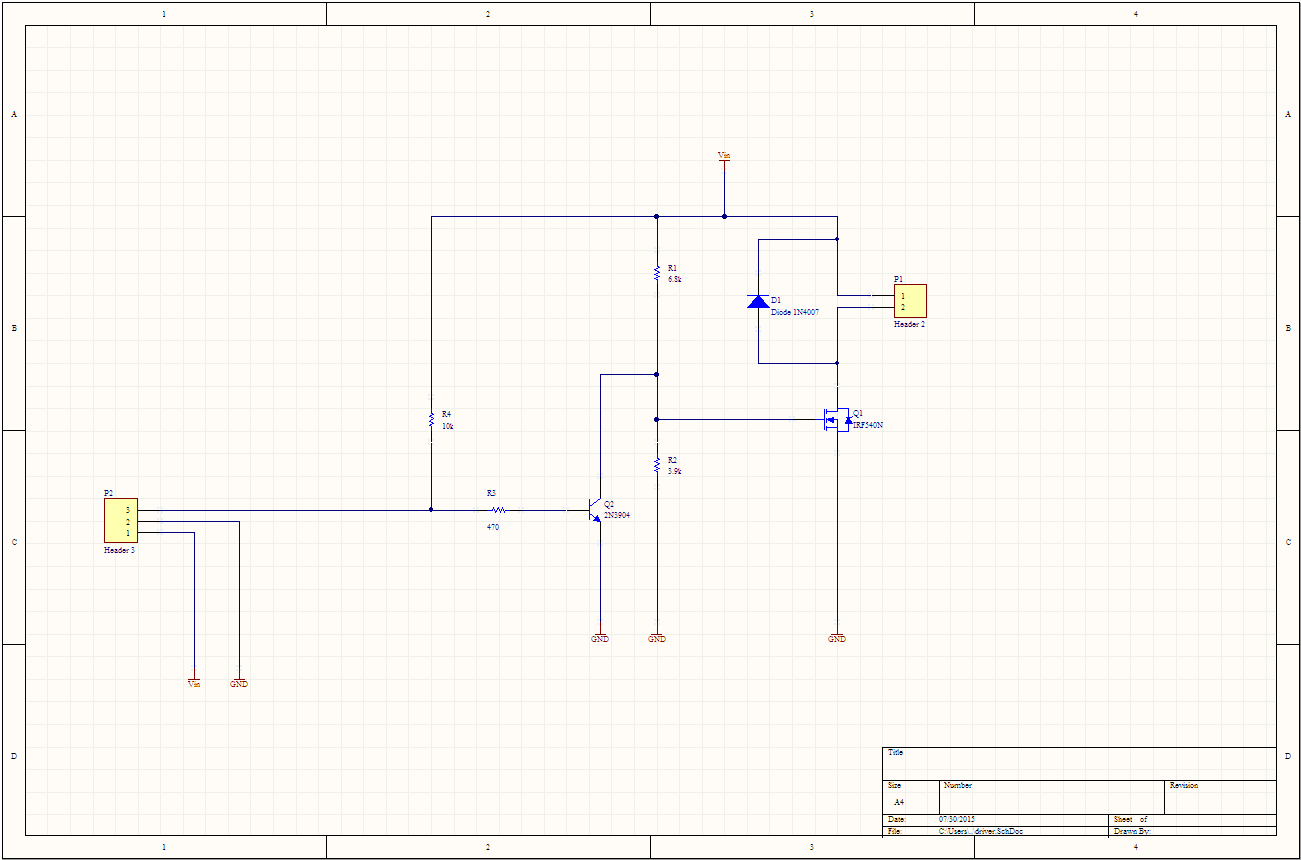 1 2 3 4
A A
Vin
B B
R1
6.8k
P1
1
2
Header 2
D1
Diode 1N4007
R4
10k
Q1
IRF540N
R2
3.9k
P2
3
2
1
Header 3
R3
470
Q2
2N3904
C C
GND GND GND
Vin GND
D D
Title
Size Number Revision
A4
Date: 07/30/2015 Sheet of
File: C:\Users\..\driver.SchDoc Drawn By:
1 2 3 4